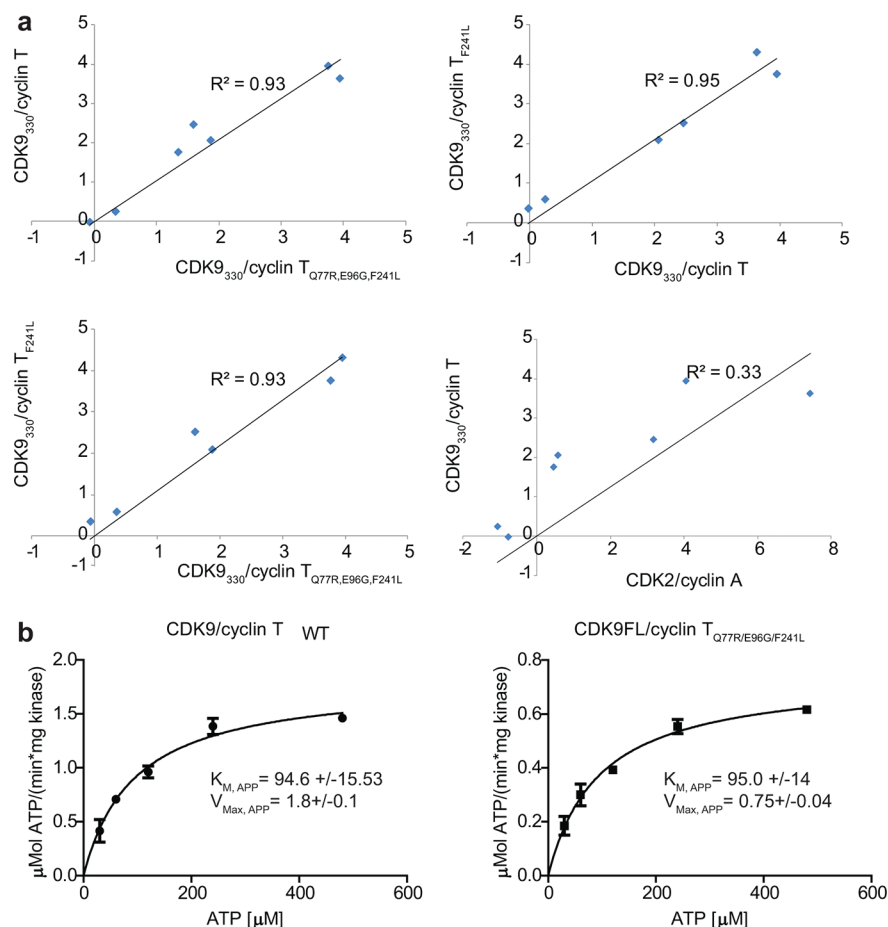 a
5
4
3
2
1
0
-1
-1 0 1 2 3 4 5
R² = 0.93
CDK9330/cyclin T
CDK9330/cyclin TQ77R,E96G,F241L
5
4
3
2
1
0
-1
-1 0 1 2 3 4 5
R² = 0.95
CDK9330/cyclin TF241L
CDK9330/cyclin T
5
4
3
2
1
0
-1
-1 0 1 2 3 4 5
R² = 0.93
CDK9330/cyclin TF241L
CDK9330/cyclin TQ77R,E96G,F241L
5
4
3
2
1
0
-1
-2 0 2 4 6 8
R² = 0.33
CDK9330/cyclin T
CDK2/cyclin A
b
CDK9/cyclin T WT
2.0
1.5
1.0
0.5
0.0
0 200 400 600
KM, APP= 94.6 +/-15.53
VMax, APP= 1.8+/-0.1
µMol ATP/(min*mg kinase)
ATP [µM]
CDK9FL/cyclin TQ77R/E96G/F241L
0.8
0.6
0.4
0.2
0.0
0 200 400 600
KM, APP= 95.0 +/-14
VMax, APP= 0.75+/-0.04
µMol ATP/(min*mg kinase)
ATP [µM]